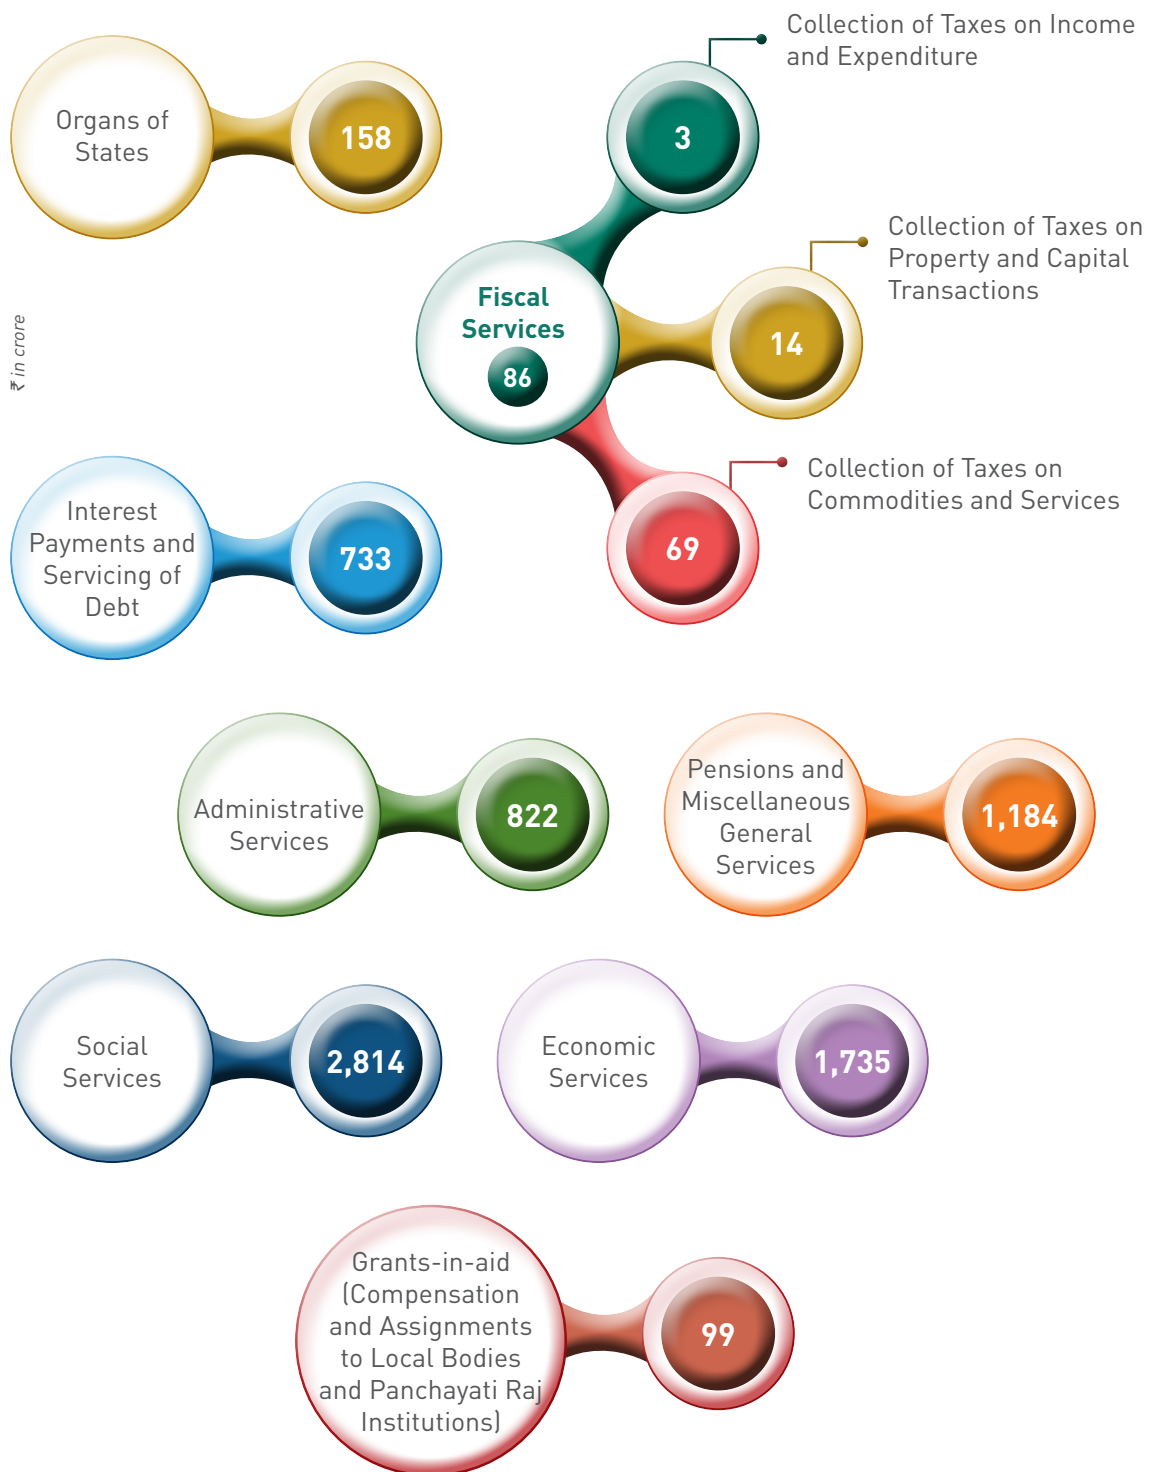 Organs of
States
158
Collection of Taxes on Income
and Expenditure
3
Fiscal
Services
86
Collection of Taxes on
Property and Capital
Transactions
14
Collection of Taxes on
Commodities and Services
69
₹ in crore
Interest
Payments and
Servicing of
Debt
733
Administrative
Services
822
Pensions and
Miscellaneous
General
Services
1,184
Social
Services
2,814
Economic
Services
1,735
Grants-in-aid
(Compensation
and Assignments
to Local Bodies
and Panchayati Raj
Institutions)
99